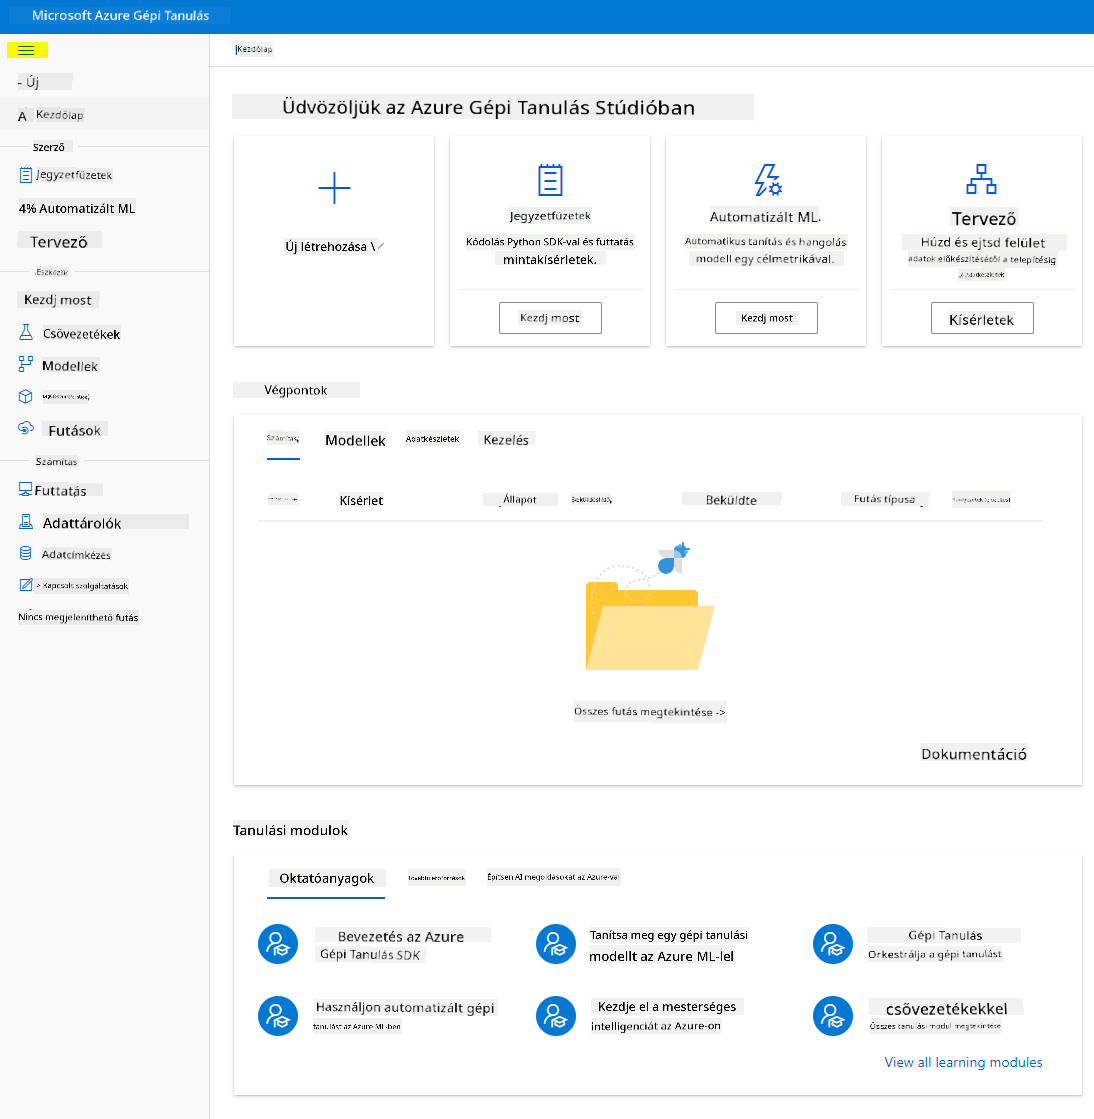 Microsoft Azure Gépi Tanulás
Kezdőlap
- Új
A Kezdőlap
Szerző
Jegyzetfüzetek
4% Automatizált ML
Tervező
Eszközök
Kezdj most
Csövezetékek
Modellek
Futások
Számítás
Futtatás
Adattárolók
Adatcímkézés
> Kapcsolt szolgáltatások
Nincs megjeleníthető futás
Üdvözöljük az Azure Gépi Tanulás Stúdióban
Új létrehozása \
Jegyzetfüzetek
Kódolás Python SDK-val és futtatás
mintakísérletek.
Kezdj most
Automatizált ML.
Automatikus tanítás és hangolás
modell egy célmetrikával.
Kezdj most
Tervező
Húzd és ejtsd felület
adatok előkészítésétől a telepítésig
Kísérletek
Végpontok
Számítás
Modellek
Adatkészletek
Kezelés
Kísérlet
Állapot
Beküldte
Futás típusa
Összes futás megtekintése ->
Dokumentáció
Tanulási modulok
Oktatóanyagok
További erőforrások
Építsen AI megoldásokat az Azure-val
Bevezetés az Azure
Gépi Tanulás SDK
Tanítsa meg egy gépi tanulási
modellt az Azure ML-lel
Gépi Tanulás
Orkestrálja a gépi tanulást
Használjon automatizált gépi
tanulást az Azure ML-ben
Kezdje el a mesterséges
intelligenciát az Azure-on
csővezetékekkel
Összes tanulási modul megtekintése
View all learning modules